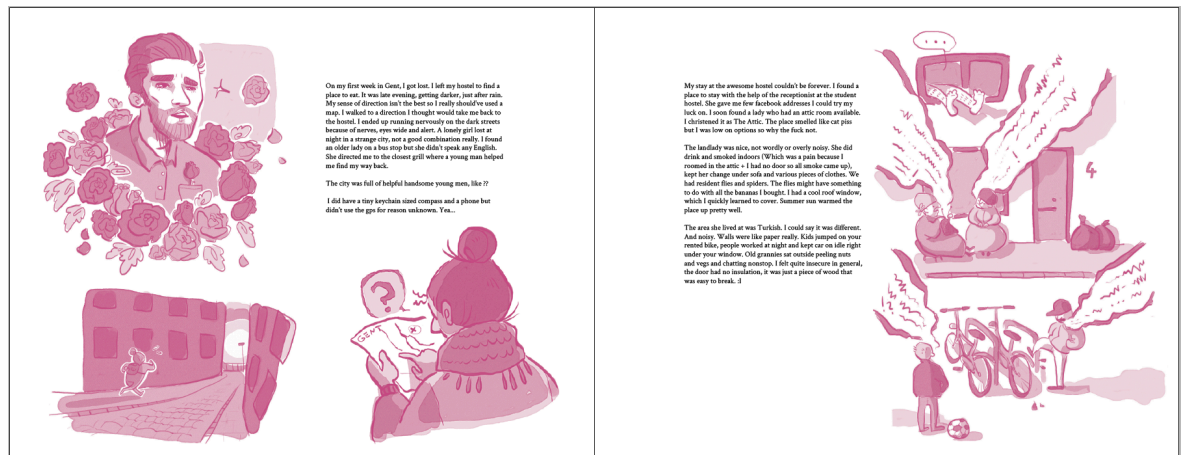 On my first week in Gent, I got lost. I left my hostel to find a
place to eat. It was late evening, getting darker, just after rain.
My sense of direction isn't the best so I really should've used a
map. I walked to a direction I thought would take me back to
the hostel. I ended up running nervously on the dark streets
because of nerves, eyes wide and alert. A lonely girl lost at
night in a strange city, not a good combination really. I found
an older lady on a bus stop but she didn't speak any English.
She directed me to the closest grill where a young man helped
me find my way back.
The city was full of helpful handsome young men, like ??
I did have a tiny keychain sized compass and a phone but
didn't use the gps for reason unknown. Yea...
?
GENT
x
My stay at the awesome hostel couldn't be forever. I found a
place to stay with the help of the receptionist at the student
hostel. She gave me few facebook addresses I could try my
luck on. I soon found a lady who had an attic room available.
I christened it as The Attic. The place smelled like cat piss
but I was low on options so why the fuck not.
The landlady was nice, not wordly or overly noisy. She did
drink and smoked indoors (Which was a pain because I
roomed in the attic + I had no door so all smoke came up),
kept her change under sofa and various pieces of clothes. We
had resident flies and spiders. The flies might have something
to do with all the bananas I bought. I had a cool roof window,
which I quickly learned to cover. Summer sun warmed the
place up pretty well.
The area she lived at was Turkish. I could say it was different.
And noisy. Walls were like paper really. Kids jumped on your
rented bike, people worked at night and kept car on idle right
under your window. Old grannies sat outside peeling nuts
and vegs and chatting nonstop. I felt quite insecure in general,
the door had no insulation, it was just a piece of wood that
was easy to break. :I
...
4